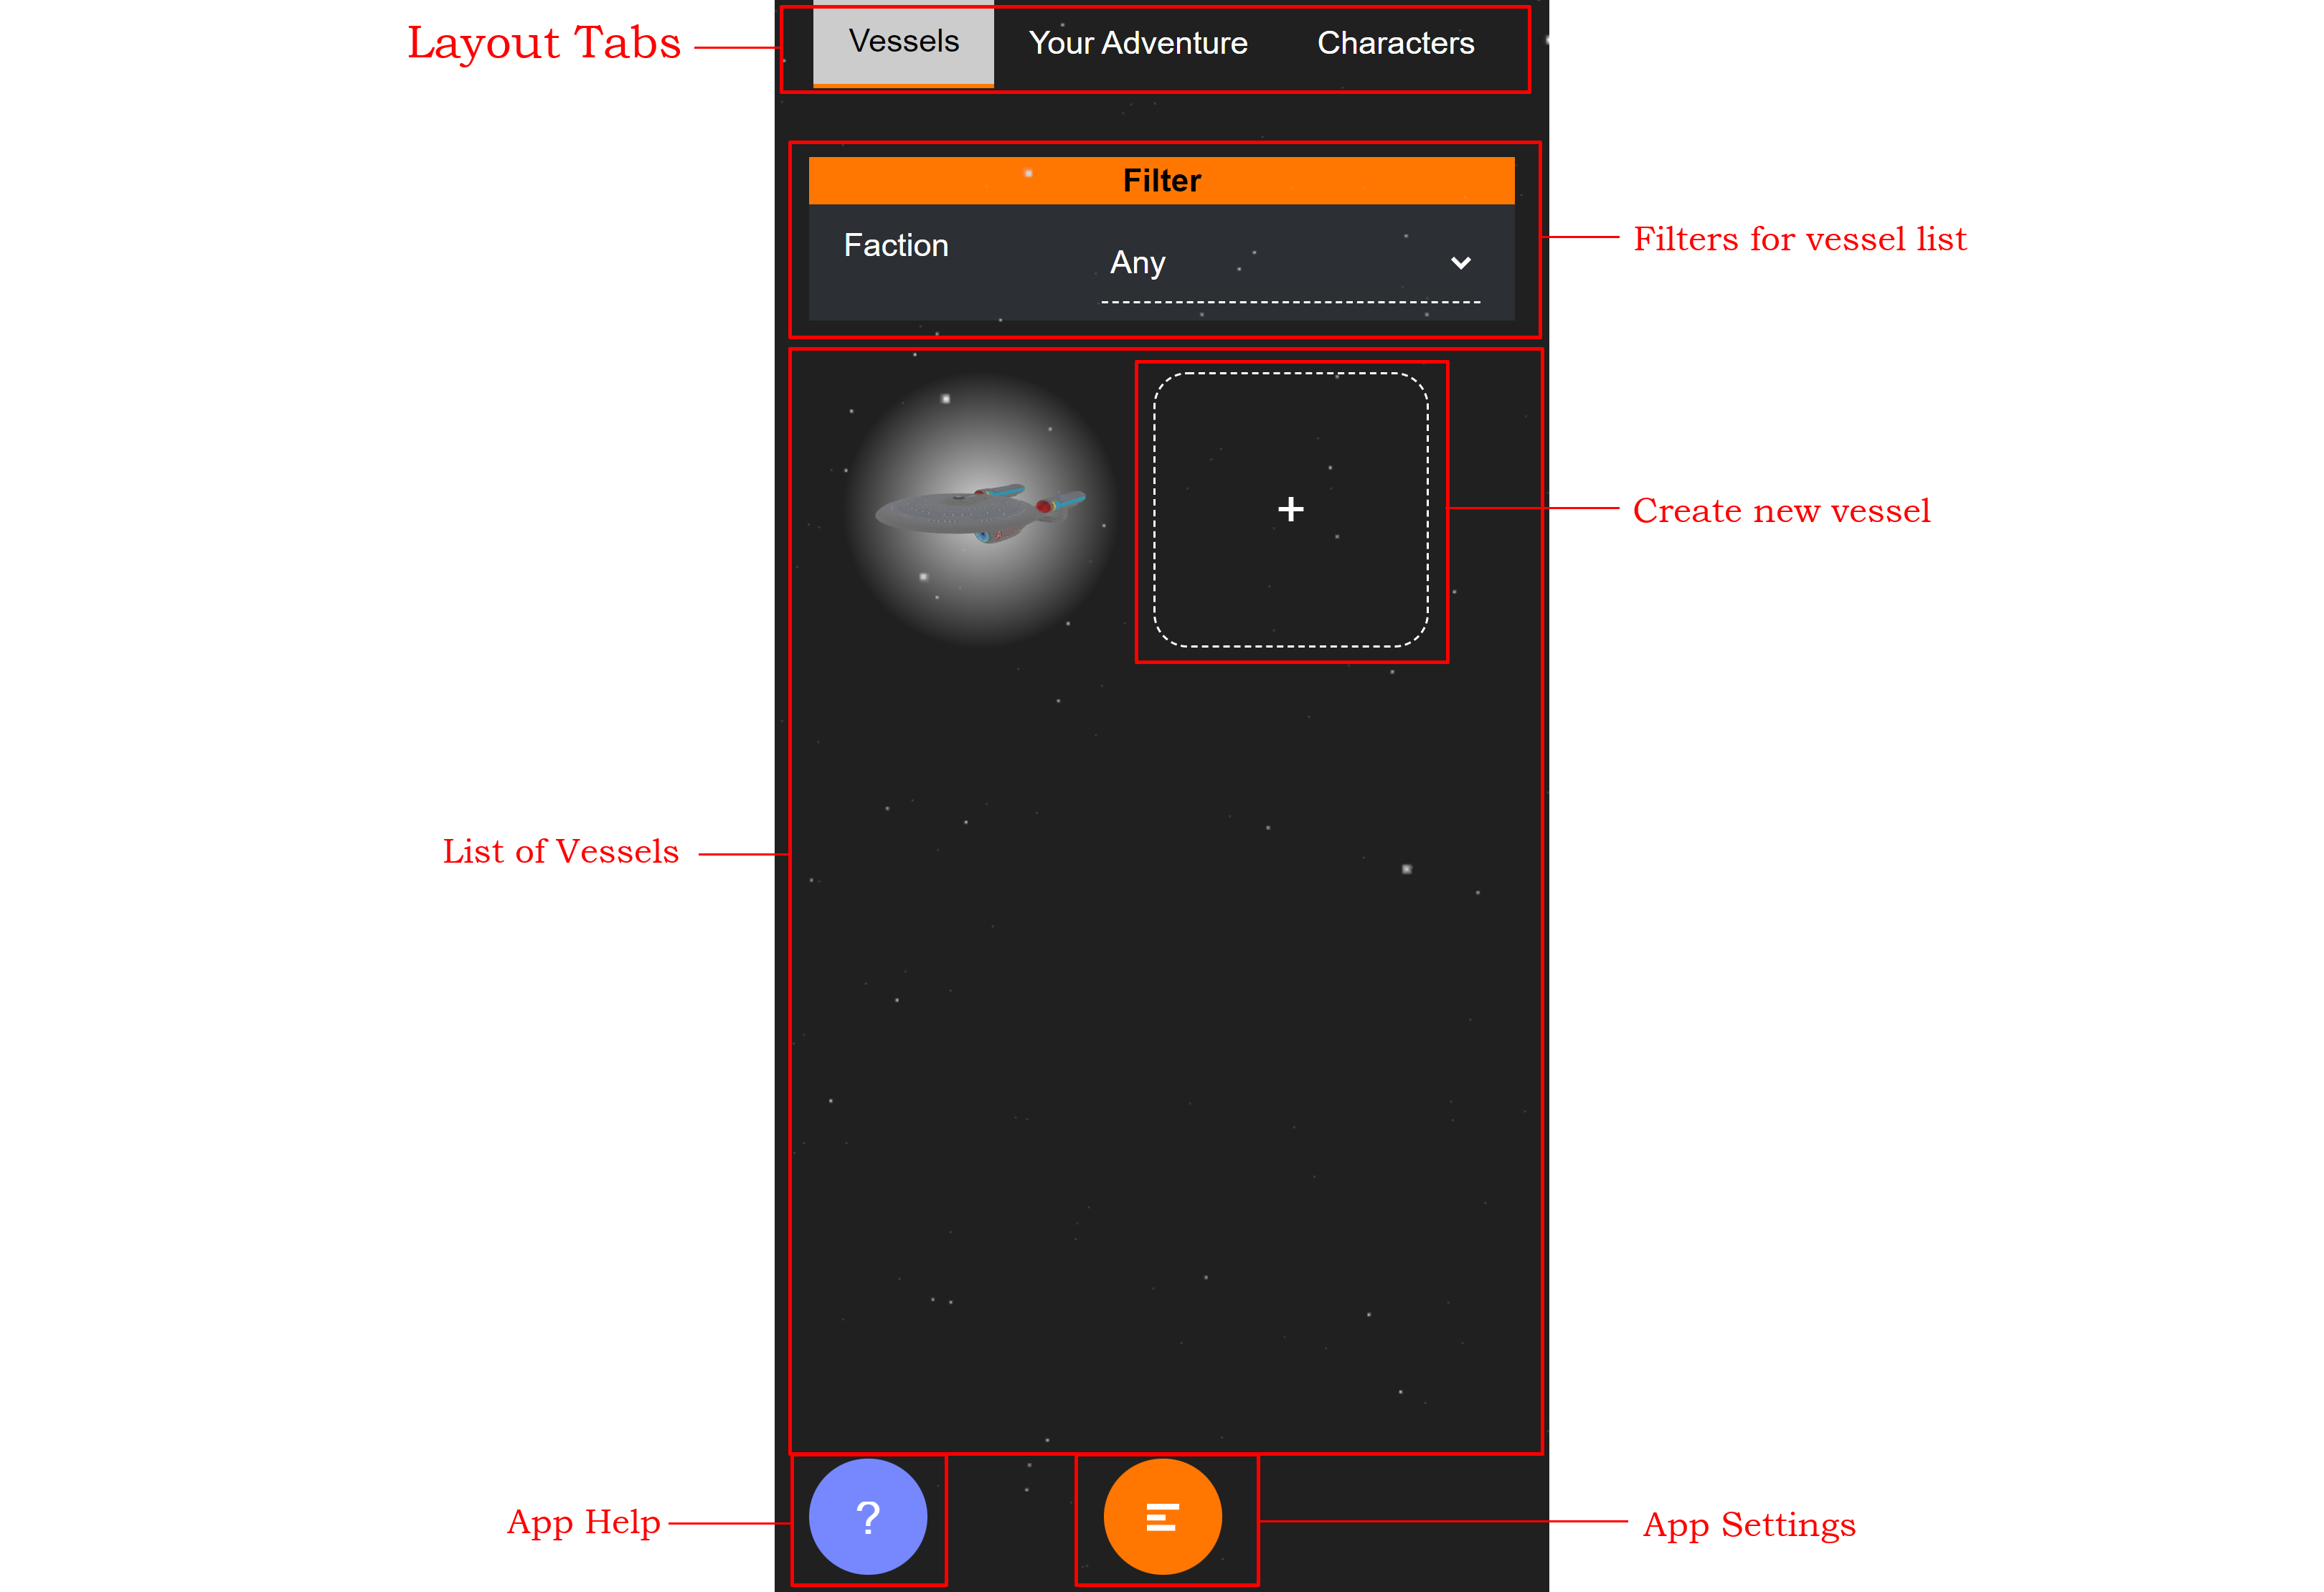 Layout Tabs
Vessels
Your Adventure
Characters
Filter
Faction
Any
Filters for vessel list
+
Create new vessel
List of Vessels
App Help
?
App Settings